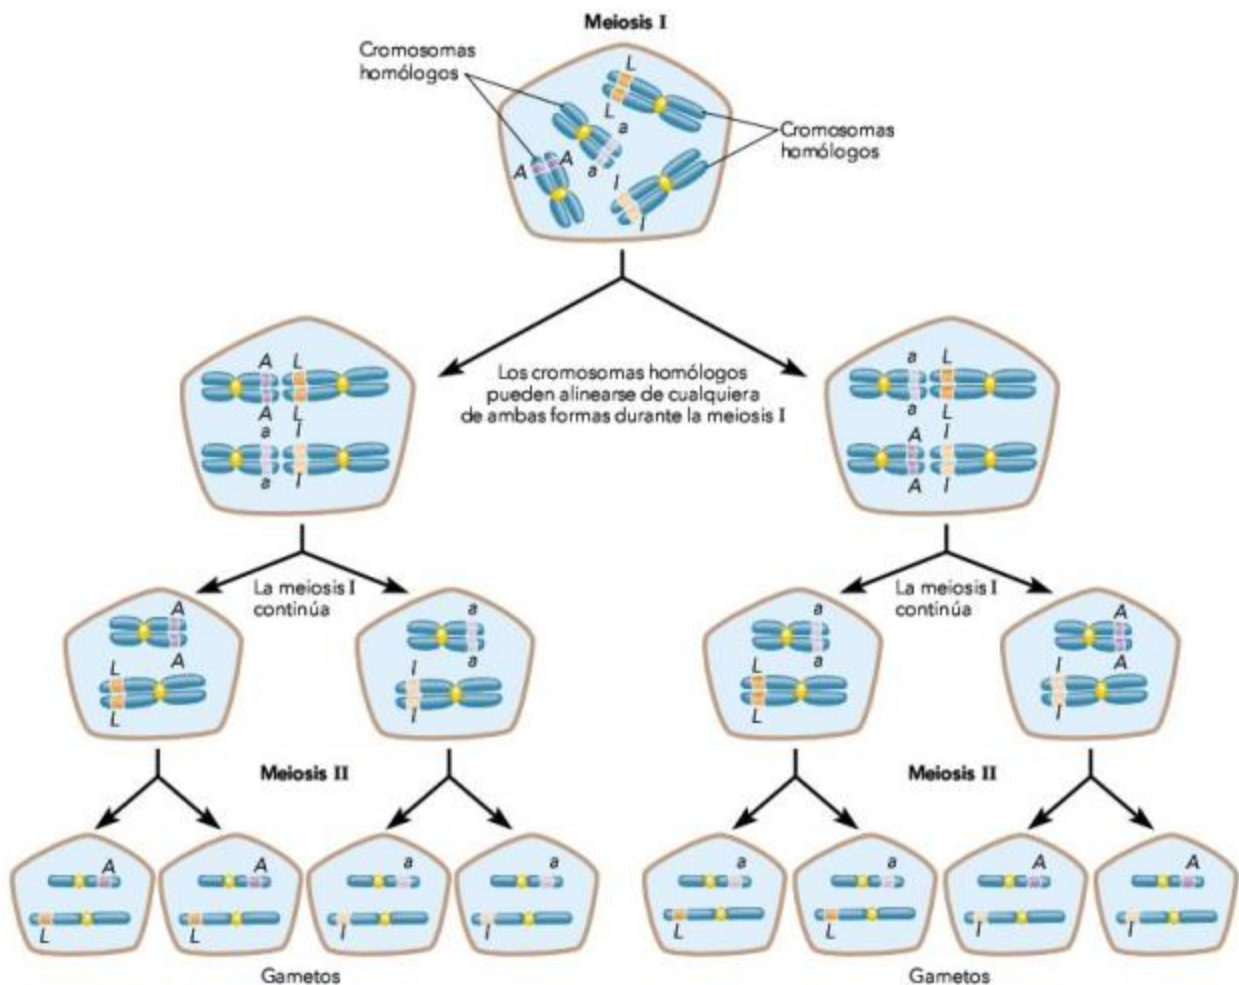 Meiosis I
Cromosomas
homólogos
Cromosomas
homólogos
L
L
a
a
A
A
l
l
Los cromosomas homólogos
pueden alinearse de cualquiera
de ambas formas durante la meiosis I
A L
A L
a l
a l
a L
a L
A l
A l
La meiosis I
continúa
La meiosis I
continúa
A
A
L
L
a
a
l
l
a
a
L
L
A
A
l
l
Meiosis II
Meiosis II
A
L
A
L
a
l
a
l
a
L
a
L
A
l
A
l
Gametos
Gametos